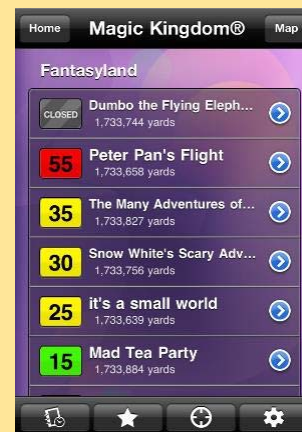 Home Magic Kingdom® Map
Fantasyland
CLOSED Dumbo the Flying Eleph...
1,733,744 yards
55 Peter Pan's Flight
1,733,658 yards
35 The Many Adventures of...
1,733,827 yards
30 Snow White's Scary Adv...
1,733,756 yards
25 it's a small world
1,733,639 yards
15 Mad Tea Party
1,733,884 yards